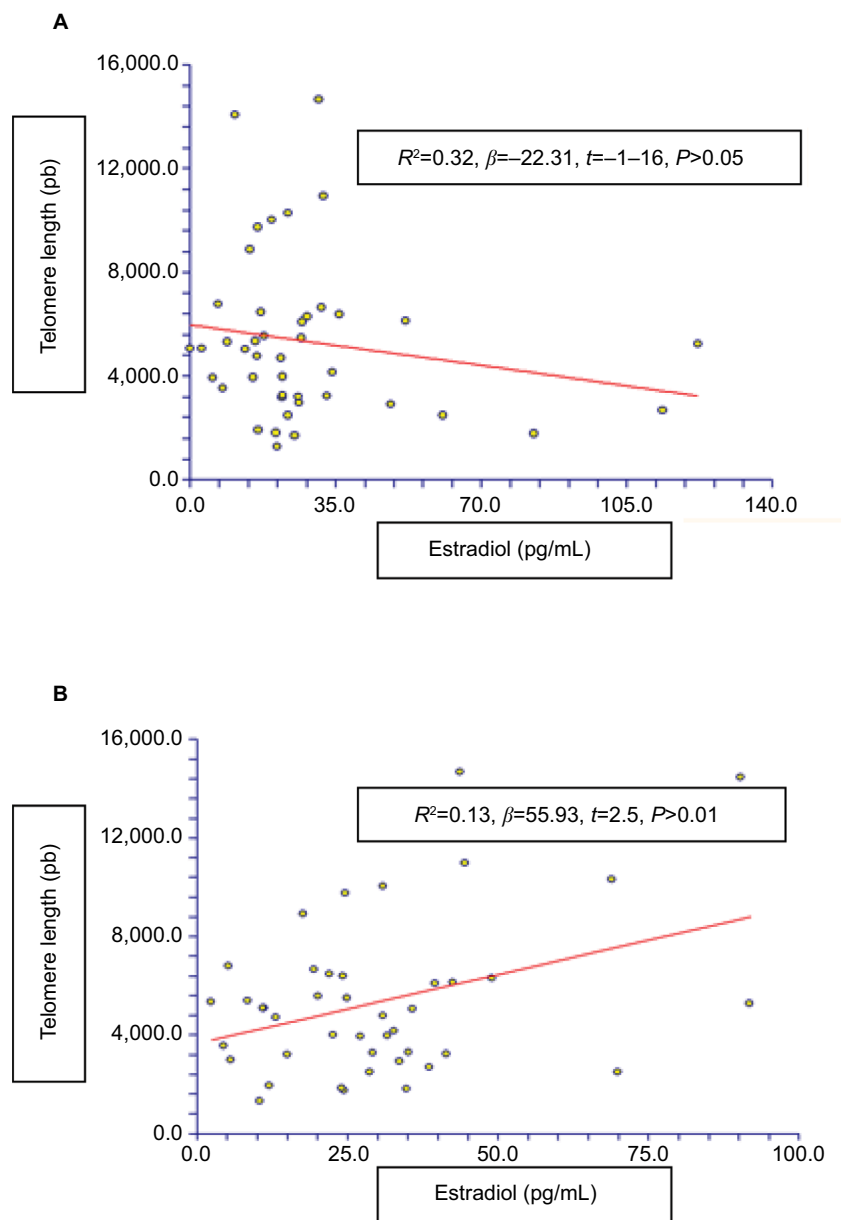 A
16,000.0
12,000.0
8,000.0
4,000.0
0.0
Telomere length (pb)
R²=0.32, β=–22.31, t=–1–16, P>0.05
0.0 35.0 70.0 105.0 140.0
Estradiol (pg/mL)
B
16,000.0
12,000.0
8,000.0
4,000.0
0.0
Telomere length (pb)
R²=0.13, β=55.93, t=2.5, P>0.01
0.0 25.0 50.0 75.0 100.0
Estradiol (pg/mL)